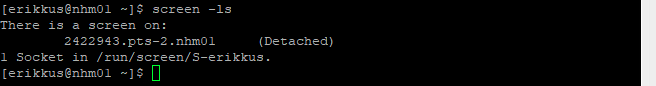 [erikkus@nhm01 ~]$ screen -ls
There is a screen on:
        2422943.pts-2.nhm01     (Detached)
1 Socket in /run/screen/S-erikkus.
[erikkus@nhm01 ~]$